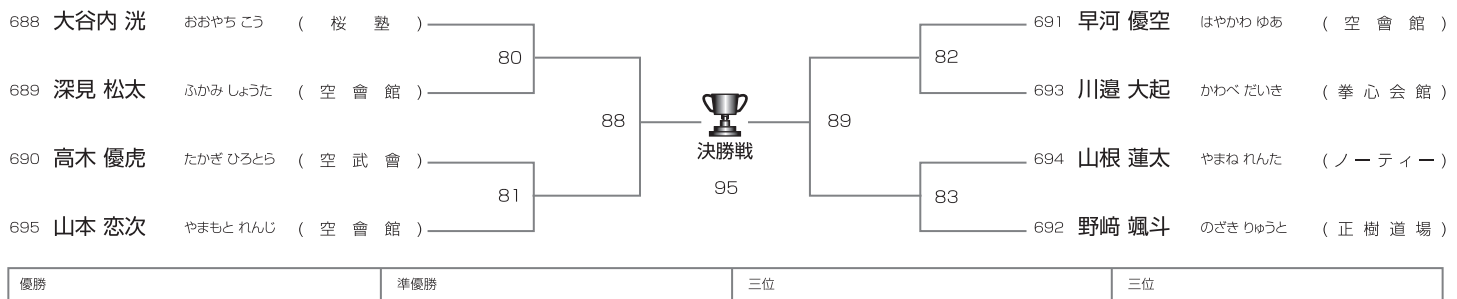 688 大谷内 洸 おおやち こう ( 桜 塾 )
689 深見 松太 ふかみ しょうた ( 空 會 館 )
690 高木 優虎 たかぎ ひろとら ( 空 武 會 )
695 山本 恋次 やまもと れんじ ( 空 會 館 )
80
81
88
決勝戦
95
89
82
83
691 早河 優空 はやかわ ゆあ ( 空 會 館 )
693 川邉 大起 かわべ だいき ( 拳 心 会 館 )
694 山根 蓮太 やまね れんた ( ノ ー テ ィ ー )
692 野﨑 颯斗 のざき りゅうと ( 正 樹 道 場 )
優勝 準優勝 三位 三位